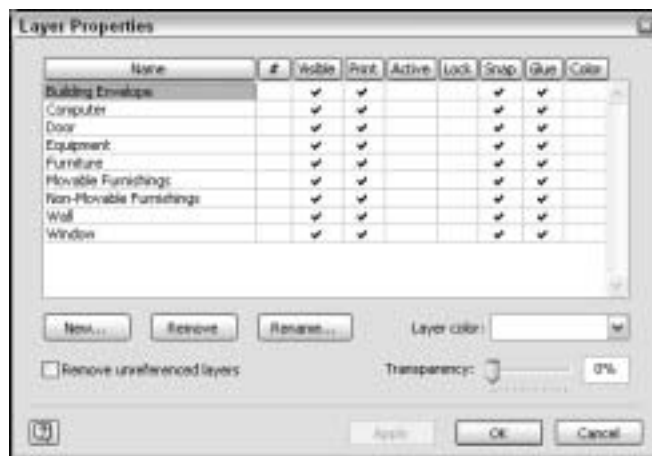 Layer Properties
Name # Visible Print Active Lock Snap Glue Color
Building Envelope
Computer
Door
Equipment
Furniture
Movable Furnishings
Non-Movable Furnishings
Wall
Window
New... Remove Rename... Layer color:
Remove unreferenced layers Transparency: 0%
Apply OK Cancel